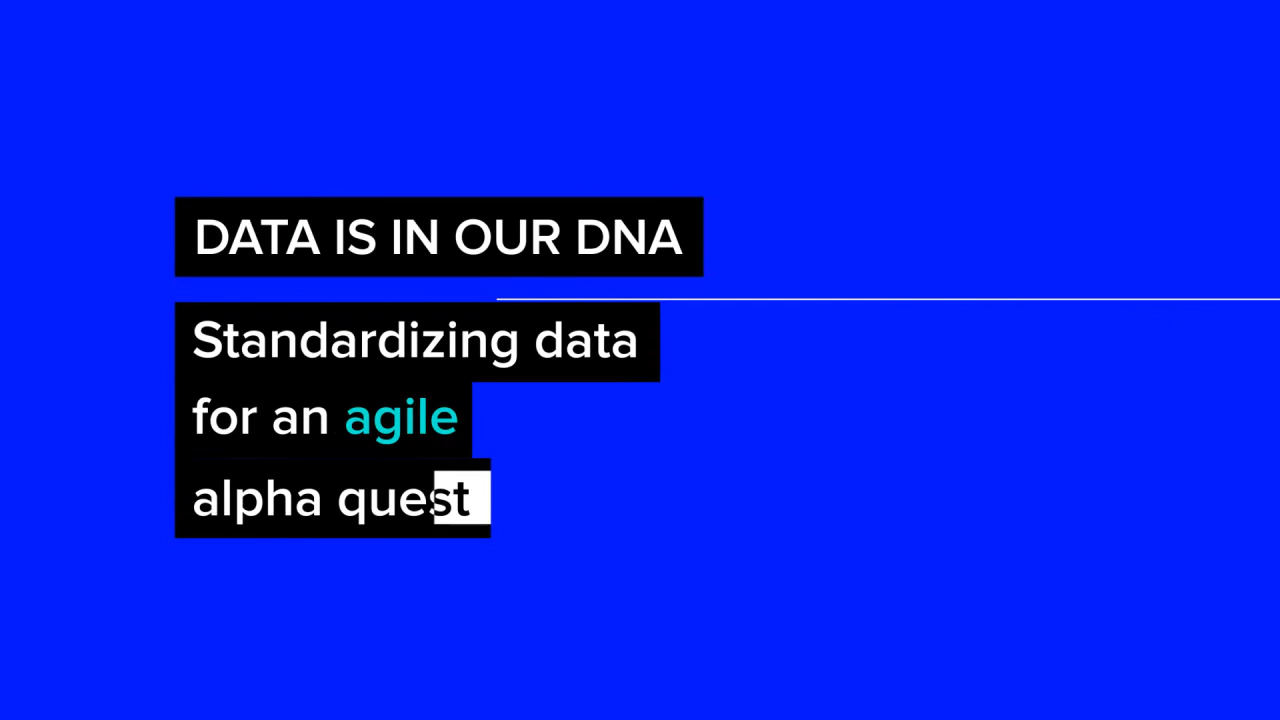 DATA IS IN OUR DNA
Standardizing data
for an agile
alpha quest